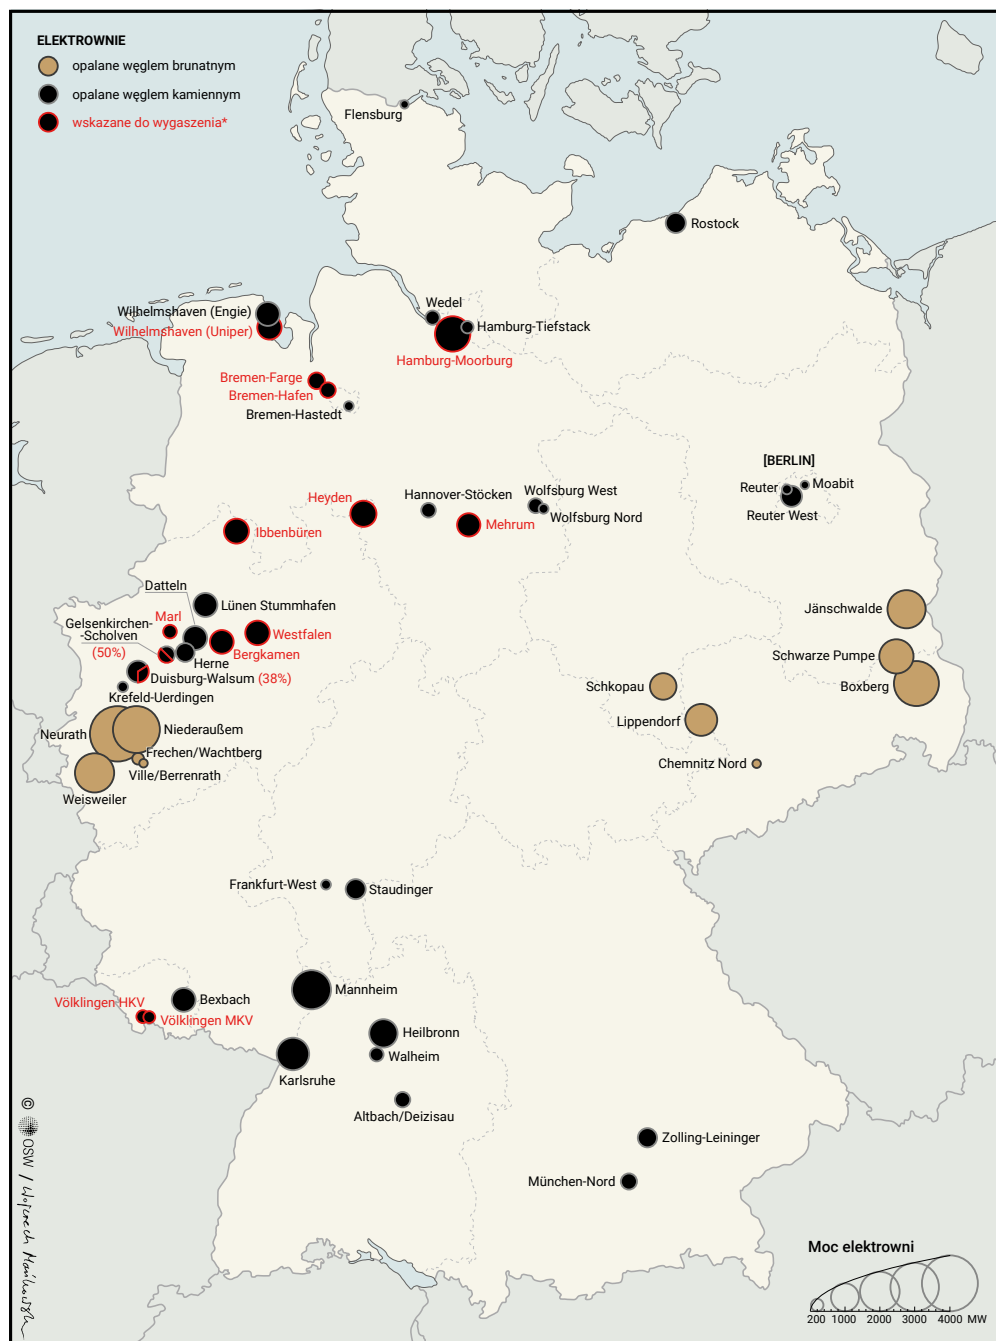 ELEKTROWNIE
opalane węglem brunatnym
opalane węglem kamiennym
wskazane do wygaszenia*
Flensburg
Rostock
Wedel
Wilhelmshaven (Engie)
Wilhelmshaven (Uniper)
Hamburg-Tiefstack
Hamburg-Moorburg
Bremen-Farge
Bremen-Hafen
Bremen-Hastedt
[BERLIN]
Reuter
Moabit
Reuter West
Heyden
Hannover-Stöcken
Wolfsburg West
Wolfsburg Nord
Mehrum
Ibbenbüren
Datteln
Lünen Stummhafen
Marl
Gelsenkirchen-
-Scholven
(50%)
Westfalen
Bergkamen
Herne
Duisburg-Walsum (38%)
Krefeld-Uerdingen
Jänschwalde
Schwarze Pumpe
Boxberg
Schkopau
Lippendorf
Chemnitz Nord
Neurath
Niederaußem
Frechen/Wachtberg
Ville/Berrenrath
Weisweiler
Frankfurt-West
Staudinger
Mannheim
Bexbach
Völklingen HKV
Völklingen MKV
Heilbronn
Walheim
Karlsruhe
Altbach/Deizisau
Zolling-Leininger
München-Nord
© OSW / Wojciech Mańkowski
Moc elektrowni
200 1000 2000 3000 4000 MW